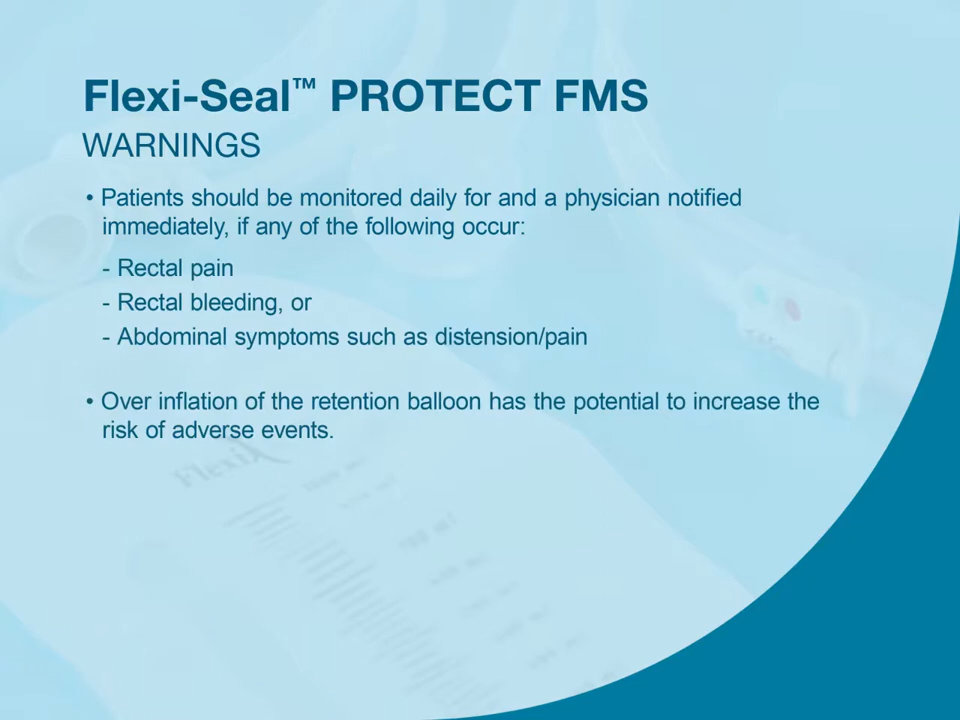 Flexi-Seal™ PROTECT FMS
WARNINGS
• Patients should be monitored daily for and a physician notified
immediately, if any of the following occur:
- Rectal pain
- Rectal bleeding, or
- Abdominal symptoms such as distension/pain
• Over inflation of the retention balloon has the potential to increase the
risk of adverse events.
Flexi